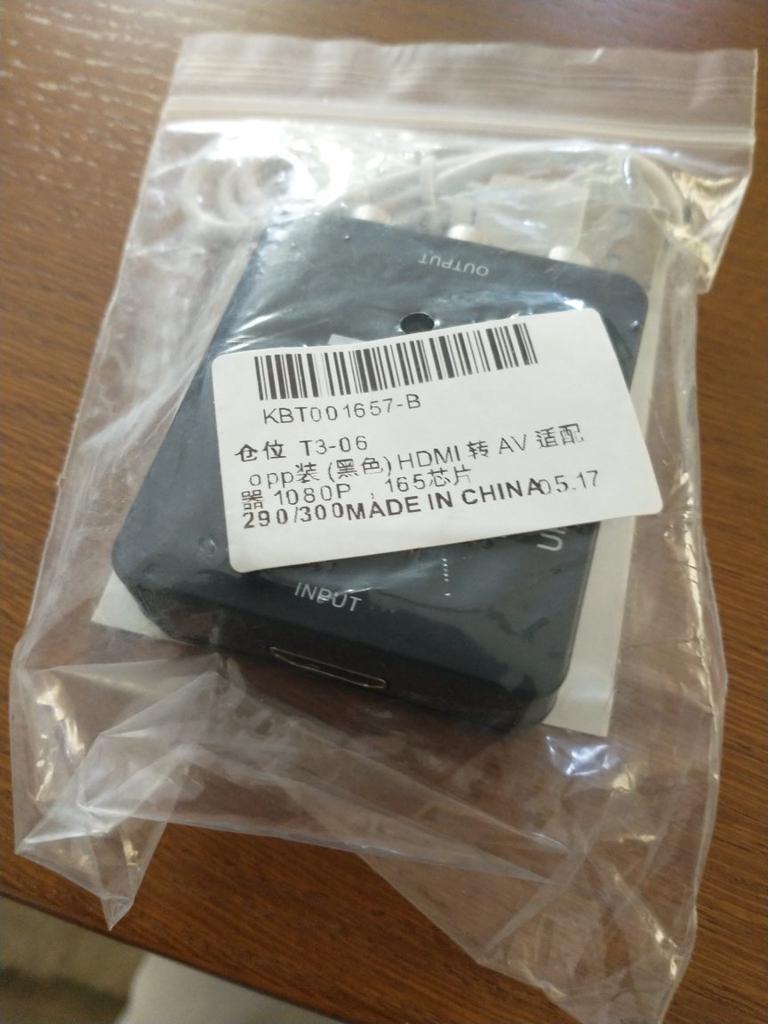 OUTPUT
KBT001657-B
仓位 T3-06
opp装(黑色)HDMI 转 AV 适配
器 1080P ，165芯片
290/300MADE IN CHINA05.17
INPUT